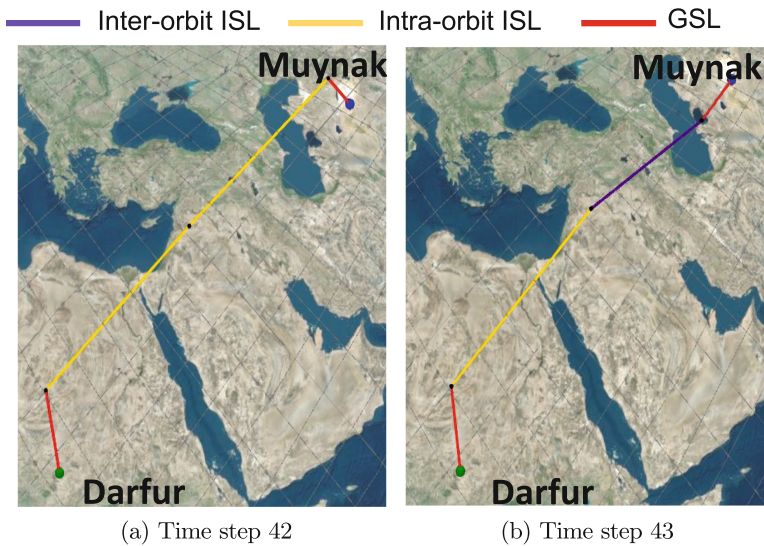 Inter-orbit ISL Intra-orbit ISL GSL
Muynak Muynak
Darfur Darfur
(a) Time step 42 (b) Time step 43